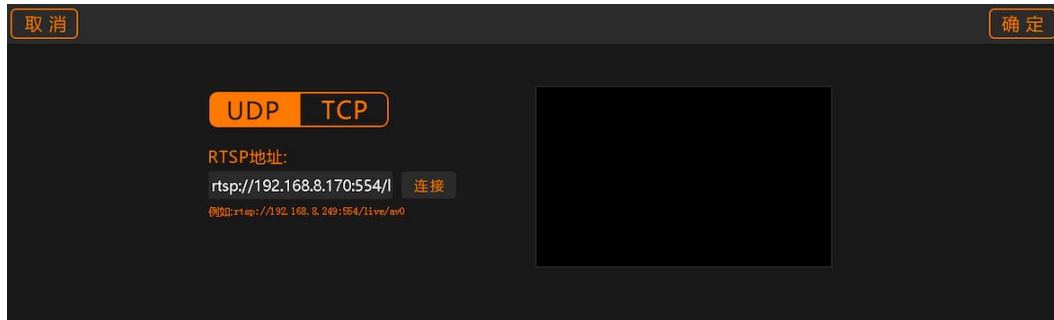 取消
确定
UDP TCP
RTSP地址:
rtsp://192.168.8.170:554/l 连接
例如:rtsp://192.168.8.249:554/live/av0